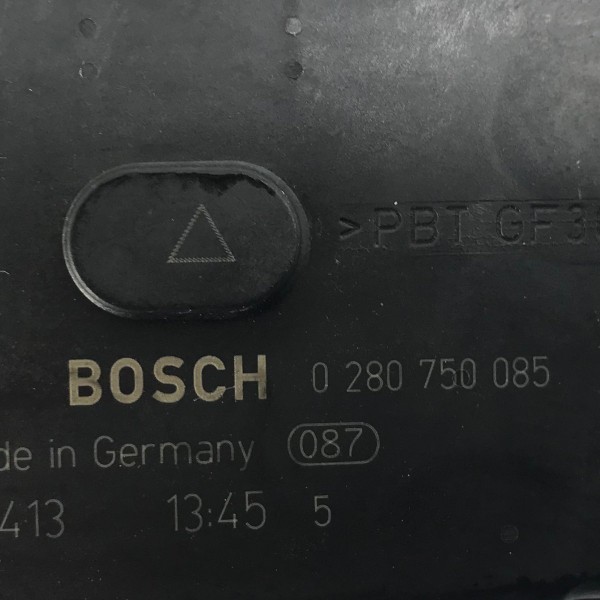 >PBT GF3
BOSCH 0 280 750 085
de in Germany 087
413 13:45 5